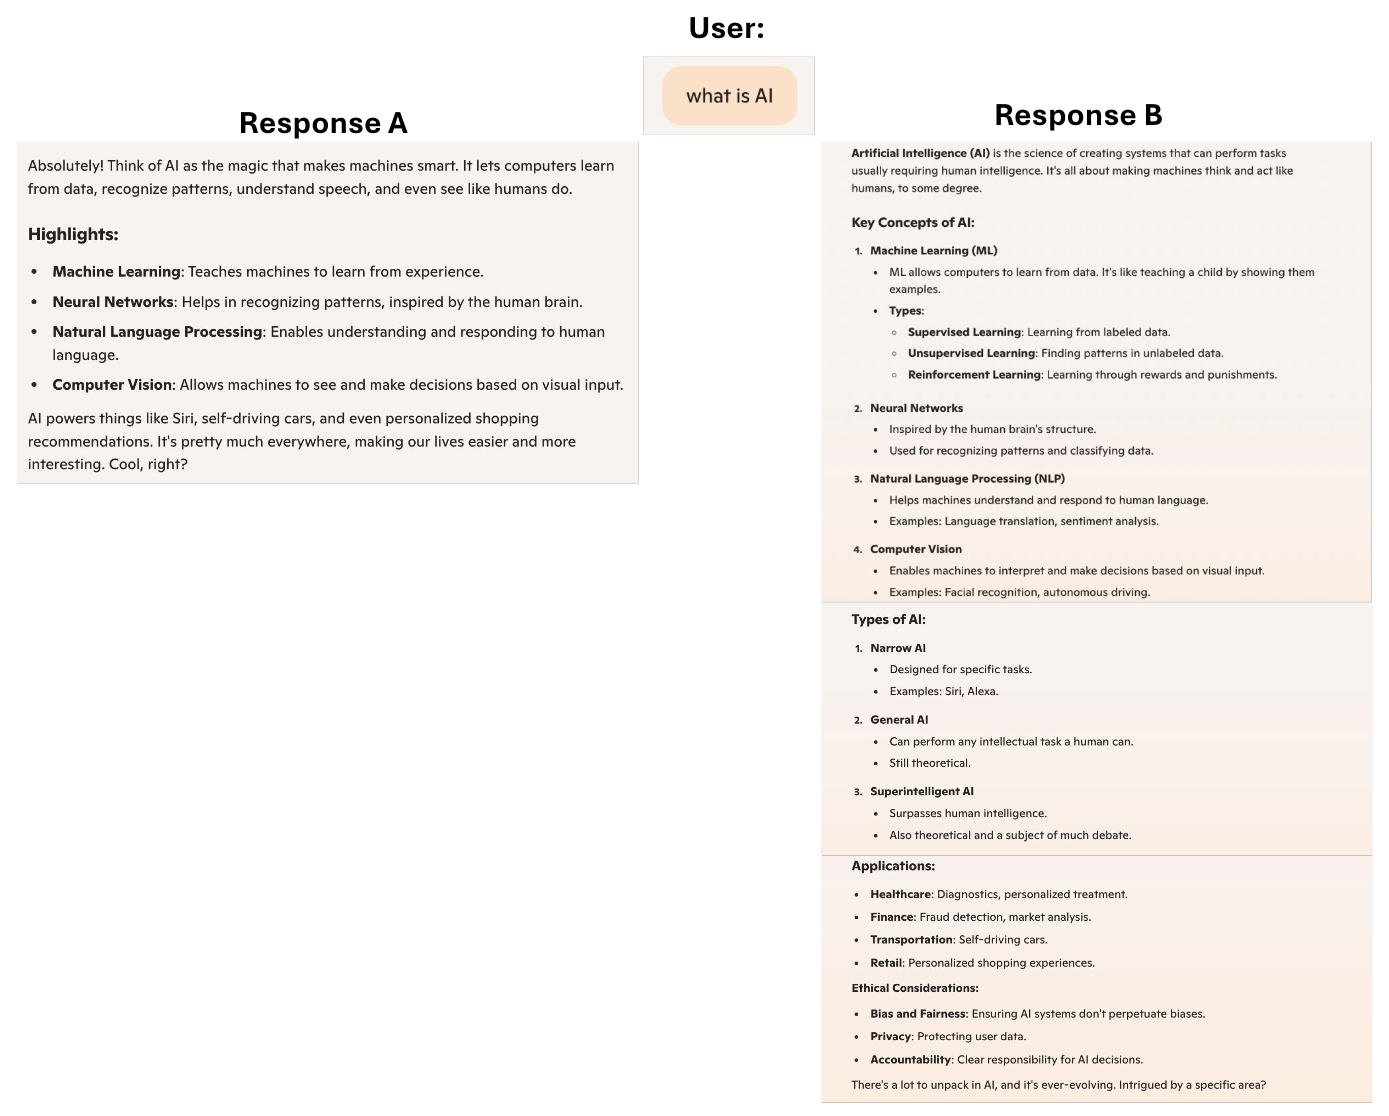 User:
what is AI
Response A
Absolutely! Think of AI as the magic that makes machines smart. It lets computers learn
from data, recognize patterns, understand speech, and even see like humans do.
Highlights:
• Machine Learning: Teaches machines to learn from experience.
• Neural Networks: Helps in recognizing patterns, inspired by the human brain.
• Natural Language Processing: Enables understanding and responding to human
language.
• Computer Vision: Allows machines to see and make decisions based on visual input.
AI powers things like Siri, self-driving cars, and even personalized shopping
recommendations. It's pretty much everywhere, making our lives easier and more
interesting. Cool, right?
Response B
Artificial Intelligence (AI) is the science of creating systems that can perform tasks
usually requiring human intelligence. It's all about making machines think and act like
humans, to some degree.
Key Concepts of AI:
1. Machine Learning (ML)
• ML allows computers to learn from data. It's like teaching a child by showing them
examples.
• Types:
○ Supervised Learning: Learning from labeled data.
○ Unsupervised Learning: Finding patterns in unlabeled data.
○ Reinforcement Learning: Learning through rewards and punishments.
2. Neural Networks
• Inspired by the human brain's structure.
• Used for recognizing patterns and classifying data.
3. Natural Language Processing (NLP)
• Helps machines understand and respond to human language.
• Examples: Language translation, sentiment analysis.
4. Computer Vision
• Enables machines to interpret and make decisions based on visual input.
• Examples: Facial recognition, autonomous driving.
Types of AI:
1. Narrow AI
• Designed for specific tasks.
• Examples: Siri, Alexa.
2. General AI
• Can perform any intellectual task a human can.
• Still theoretical.
3. Superintelligent AI
• Surpasses human intelligence.
• Also theoretical and a subject of much debate.
Applications:
• Healthcare: Diagnostics, personalized treatment.
• Finance: Fraud detection, market analysis.
• Transportation: Self-driving cars.
• Retail: Personalized shopping experiences.
Ethical Considerations:
• Bias and Fairness: Ensuring AI systems don't perpetuate biases.
• Privacy: Protecting user data.
• Accountability: Clear responsibility for AI decisions.
There's a lot to unpack in AI, and it's ever-evolving. Intrigued by a specific area?